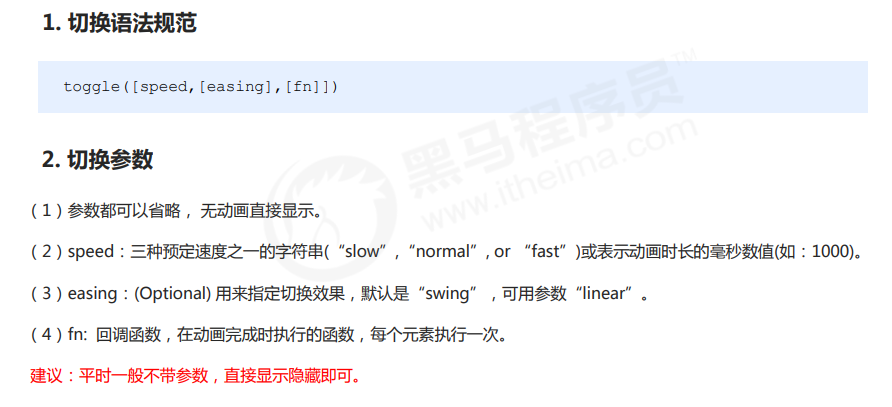 1. 切换语法规范
toggle([speed,[easing],[fn]])
2. 切换参数
（1）参数都可以省略， 无动画直接显示。
（2）speed：三种预定速度之一的字符串(“slow”,“normal”, or “fast”)或表示动画时长的毫秒数值(如：1000)。
（3）easing：(Optional) 用来指定切换效果，默认是“swing”，可用参数“linear”。
（4）fn: 回调函数，在动画完成时执行的函数，每个元素执行一次。
建议：平时一般不带参数，直接显示隐藏即可。
黑马程序员™
www.itheima.com